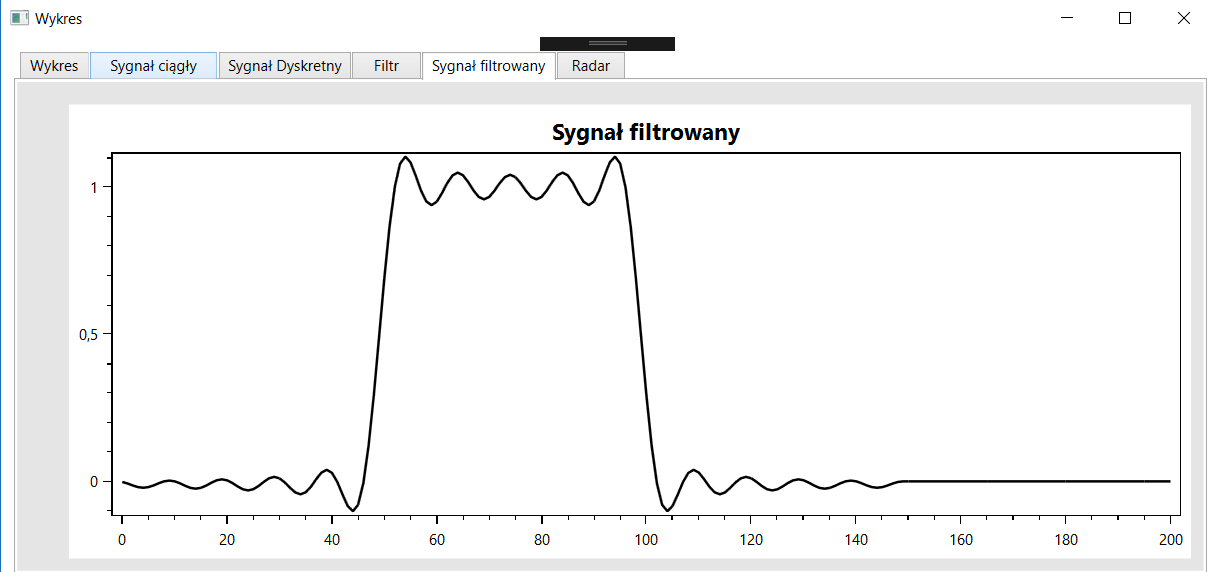 Wykres
Wykres Sygnał ciągły Sygnał Dyskretny Filtr Sygnał filtrowany Radar
Sygnał filtrowany
1
0,5
0
0 20 40 60 80 100 120 140 160 180 200